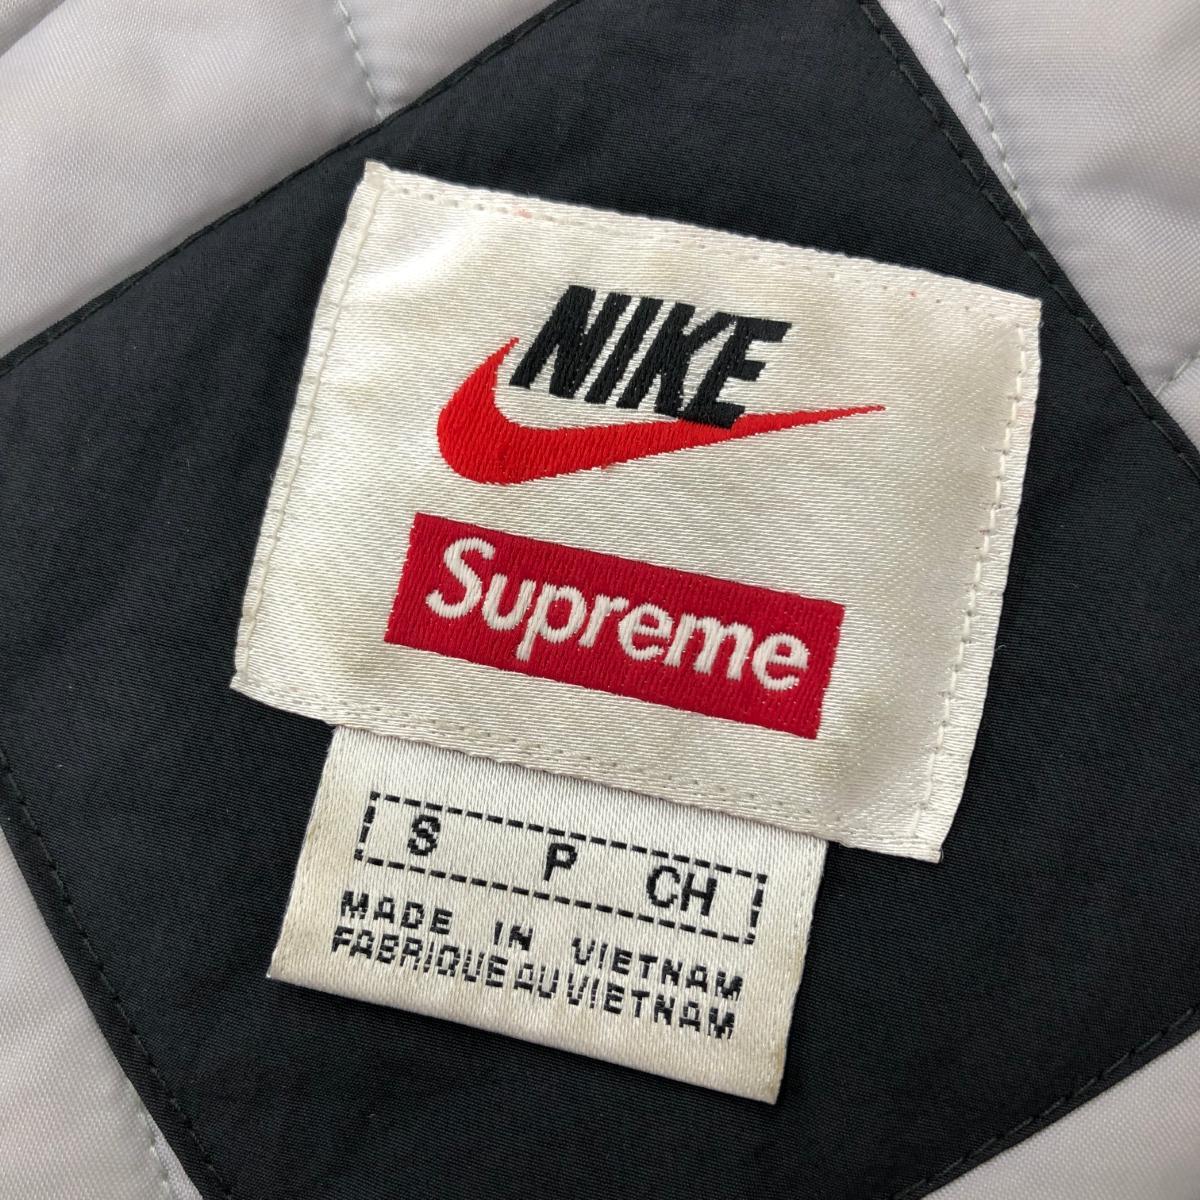 NIKE
Supreme
S P CH
MADE IN VIETNAM
FABRIQUE AU VIETNAM